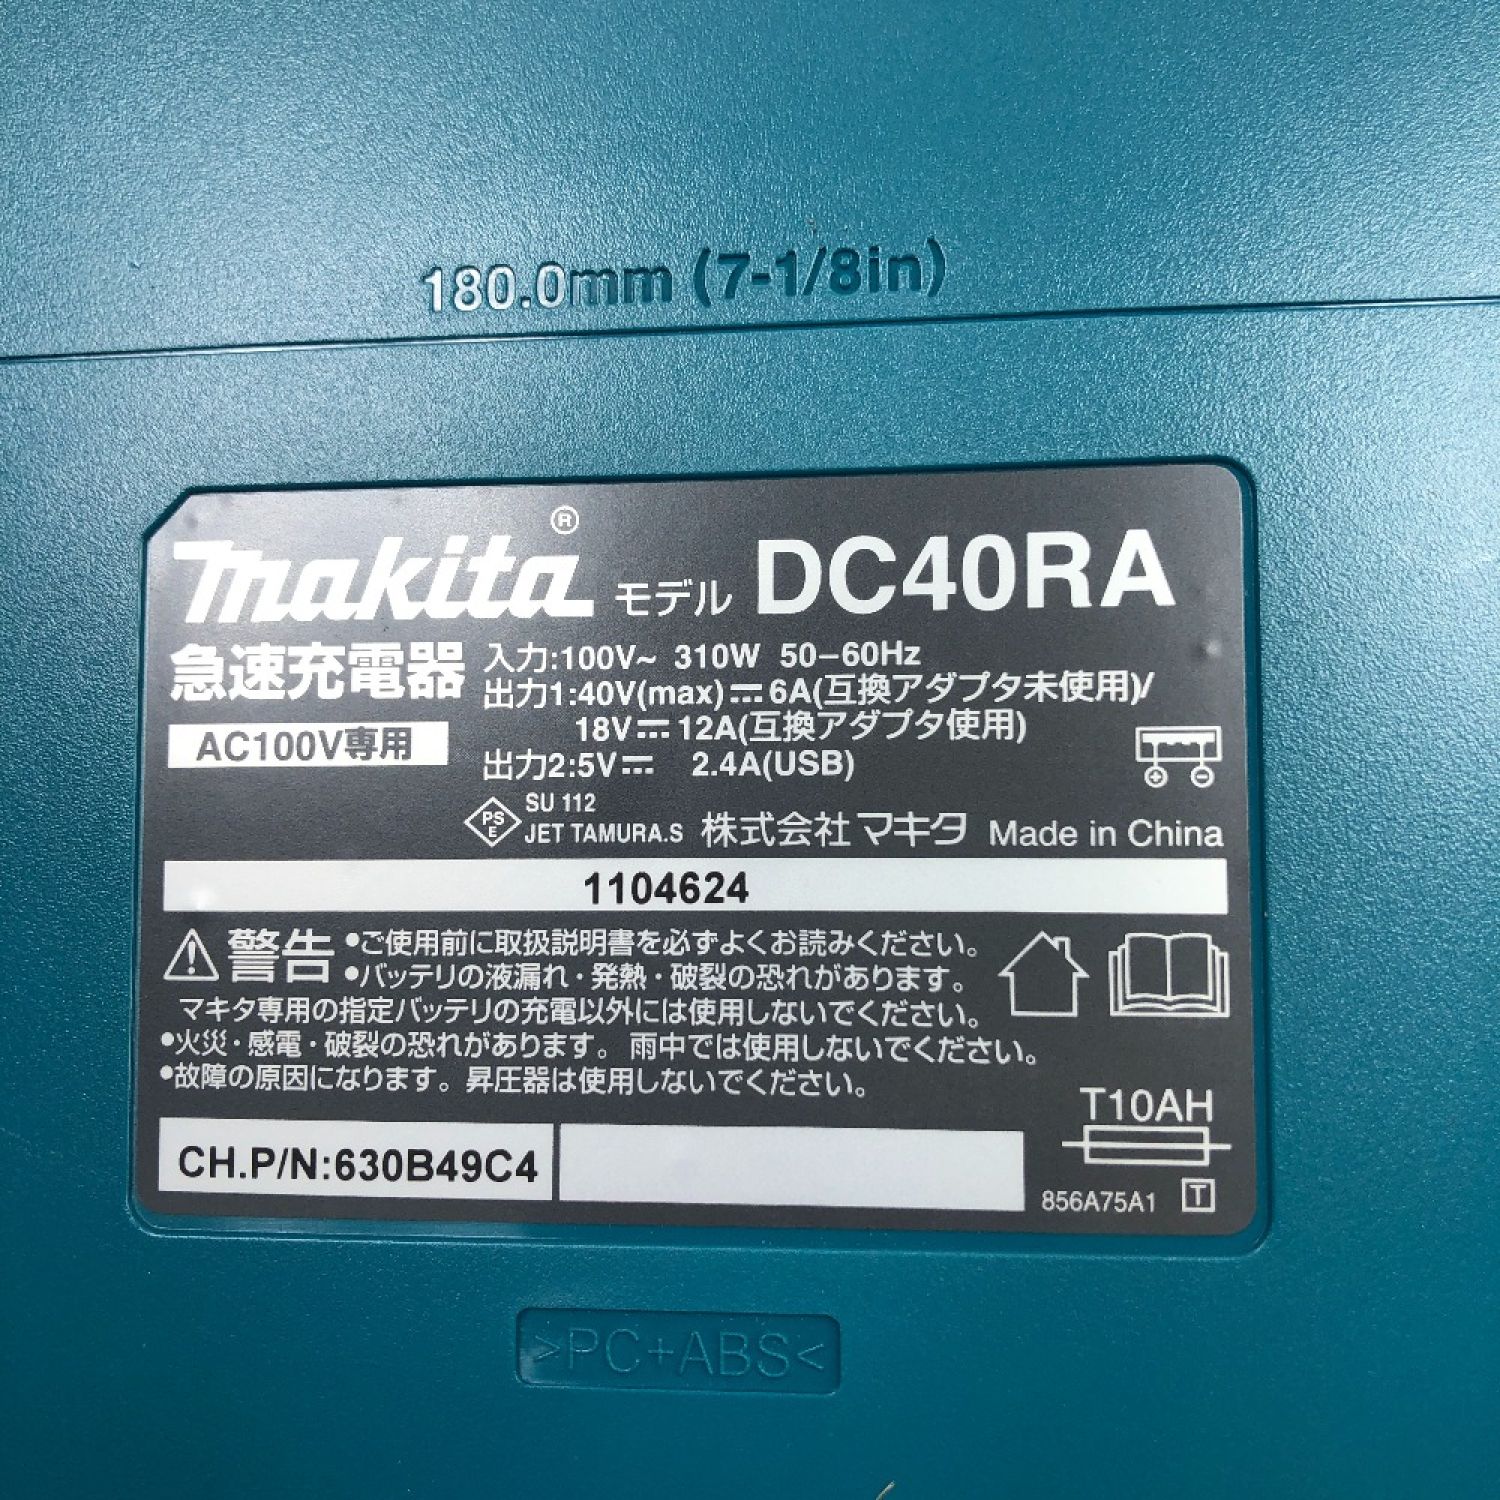 180.0mm (7-1/8in)
makita® モデル DC40RA
急速充電器
AC100V専用
入力:100V~ 310W 50-60Hz
出力1:40V(max)⎓6A(互換アダプタ未使用)/
18V⎓12A(互換アダプタ使用)
出力2:5V⎓ 2.4A(USB)
PSE
SU 112
JET TAMURA.S 株式会社マキタ Made in China
1104624
⚠警告 •ご使用前に取扱説明書を必ずよくお読みください。
•バッテリの液漏れ・発熱・破裂の恐れがあります。
マキタ専用の指定バッテリの充電以外には使用しないでください。
•火災・感電・破裂の恐れがあります。雨中では使用しないでください。
•故障の原因になります。昇圧器は使用しないでください。
T10AH
CH.P/N:630B49C4
856A75A1 T
>PC+ABS<